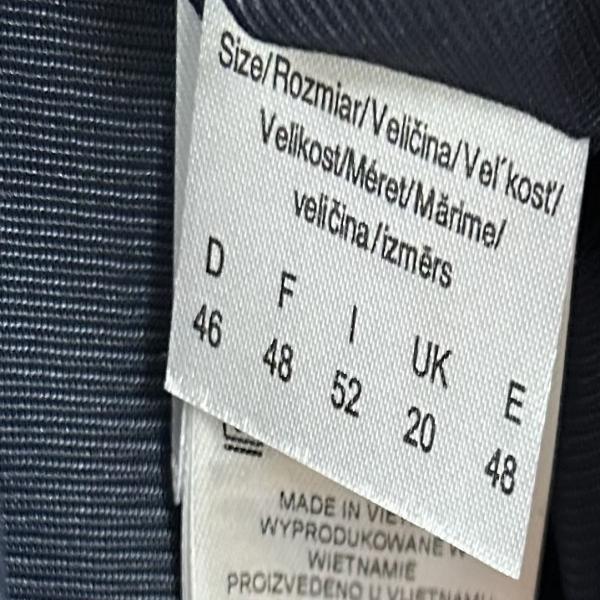 Size/Rozmiar/Veličina/Veľkosť/
Velikost/Méret/Mărime/
veličina/izmērs
D F I UK E
46 48 52 20 48
MADE IN
WYPRODUKOWANE W
WIETNAMIE
PROIZVEDENO U VIJETNAMU